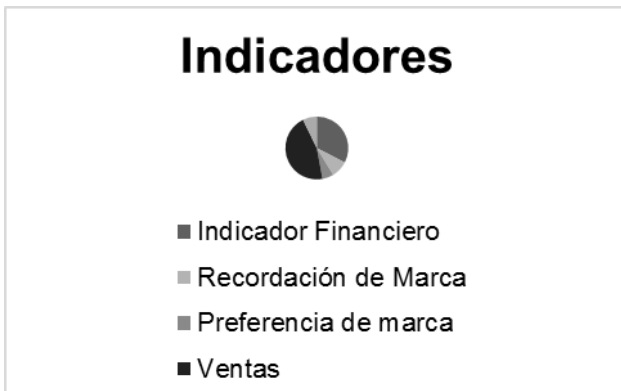 Indicadores
Indicador Financiero
Recordación de Marca
Preferencia de marca
Ventas